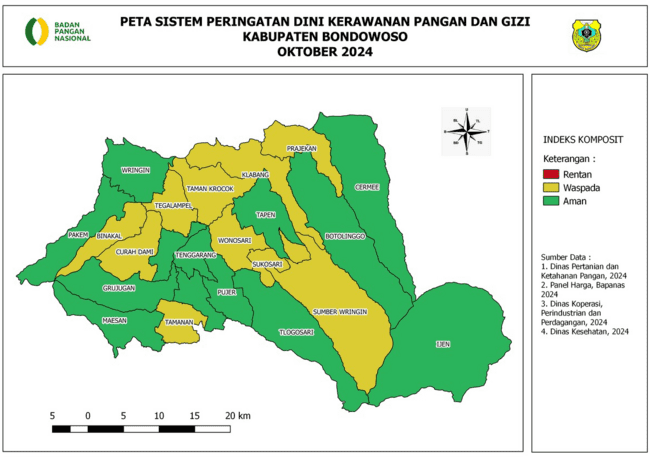 BADAN
PANGAN
NASIONAL
PETA SISTEM PERINGATAN DINI KERAWANAN PANGAN DAN GIZI
KABUPATEN BONDOWOSO
OKTOBER 2024
U
BL
TL
B
T
BD
TG
S
PRAJEKAN
WRINGIN
KLABANG
CERMEE
TAMAN KROCOK
TEGALAMPEL
TAPEN
PAKEM
BINAKAL
BOTOLINGGO
WONOSARI
CURAH DAMI
TENGGARANG
SUKOSARI
GRUJUGAN
PUJER
SUMBER WRINGIN
MAESAN
TAMANAN
TLOGOSARI
IJEN
5 0 5 10 15 20 km
INDEKS KOMPOSIT
Keterangan :
Rentan
Waspada
Aman
Sumber Data :
1. Dinas Pertanian dan
Ketahanan Pangan, 2024
2. Panel Harga, Bapanas
2024
3. Dinas Koperasi,
Perindustrian dan
Perdagangan, 2024
4. Dinas Kesehatan, 2024